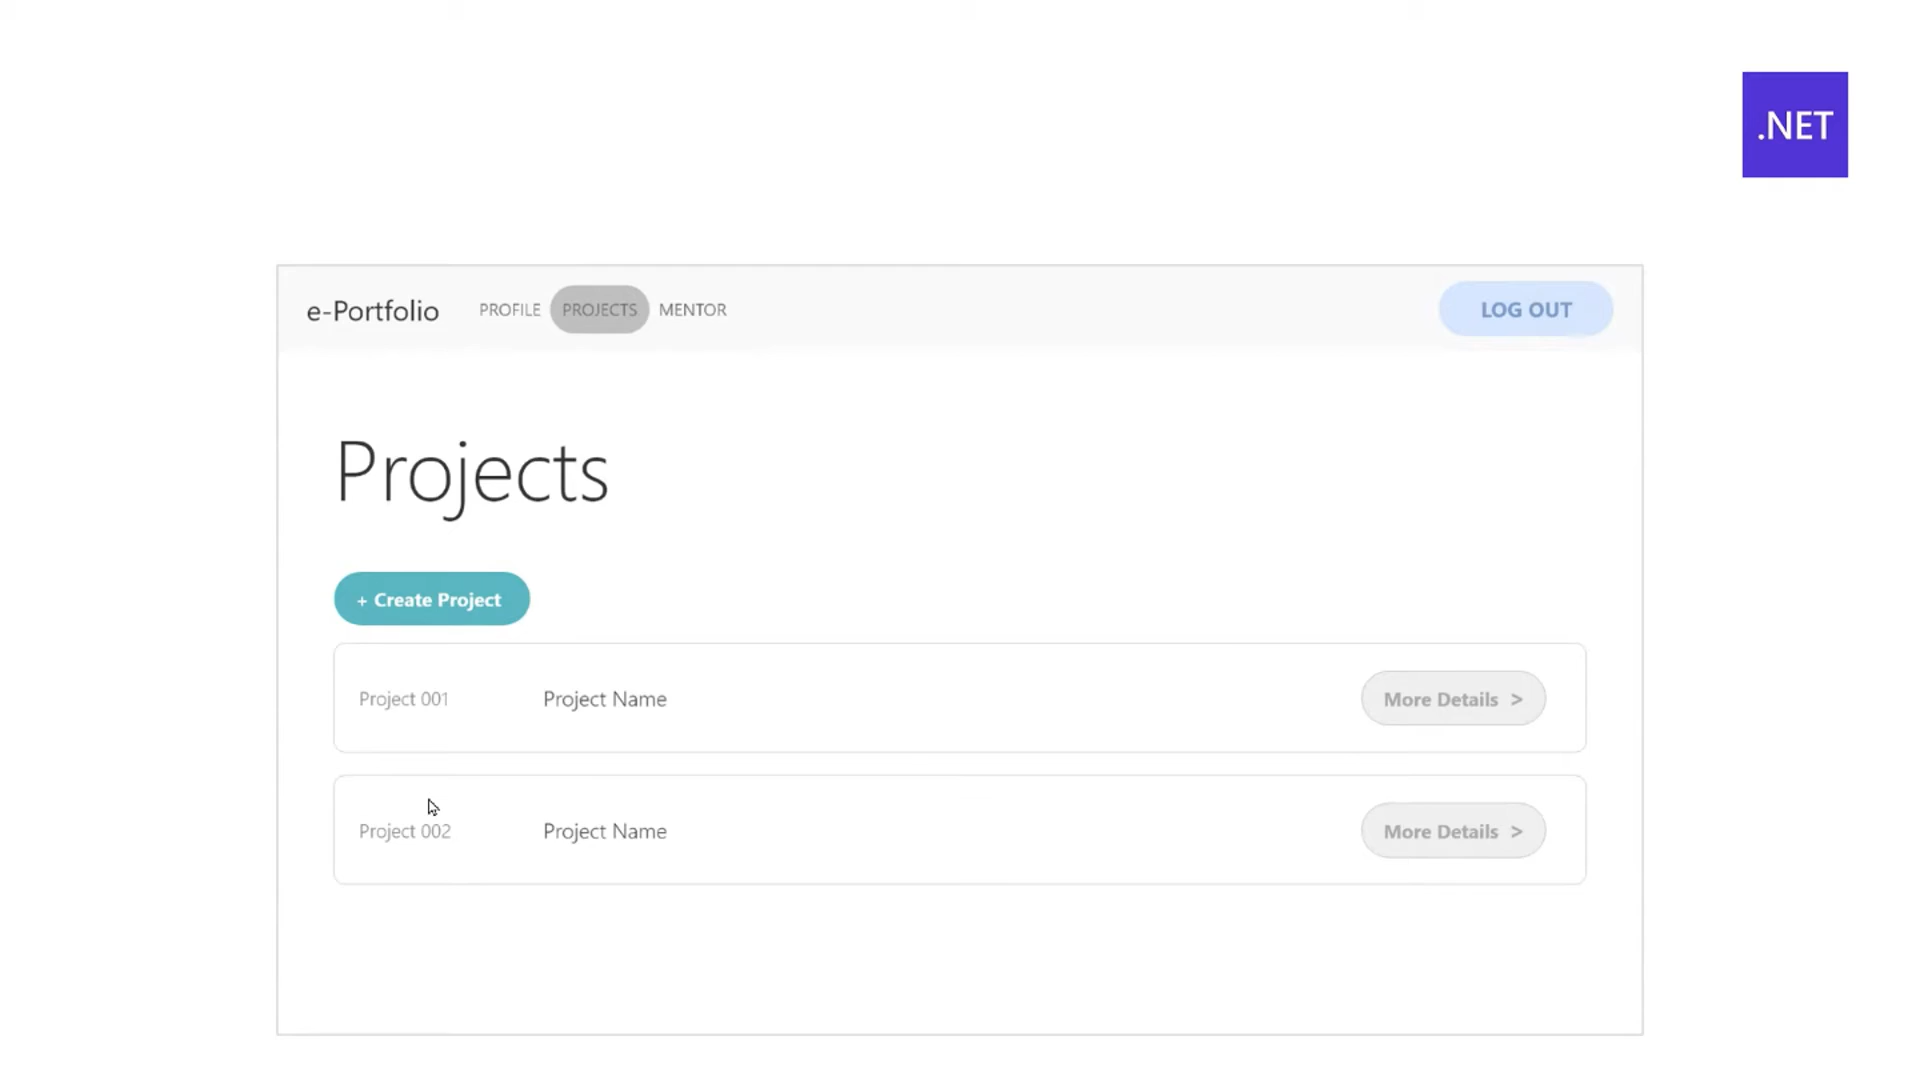 .NET
e-Portfolio PROFILE PROJECTS MENTOR LOG OUT
Projects
+ Create Project
Project 001 Project Name More Details >
Project 002 Project Name More Details >